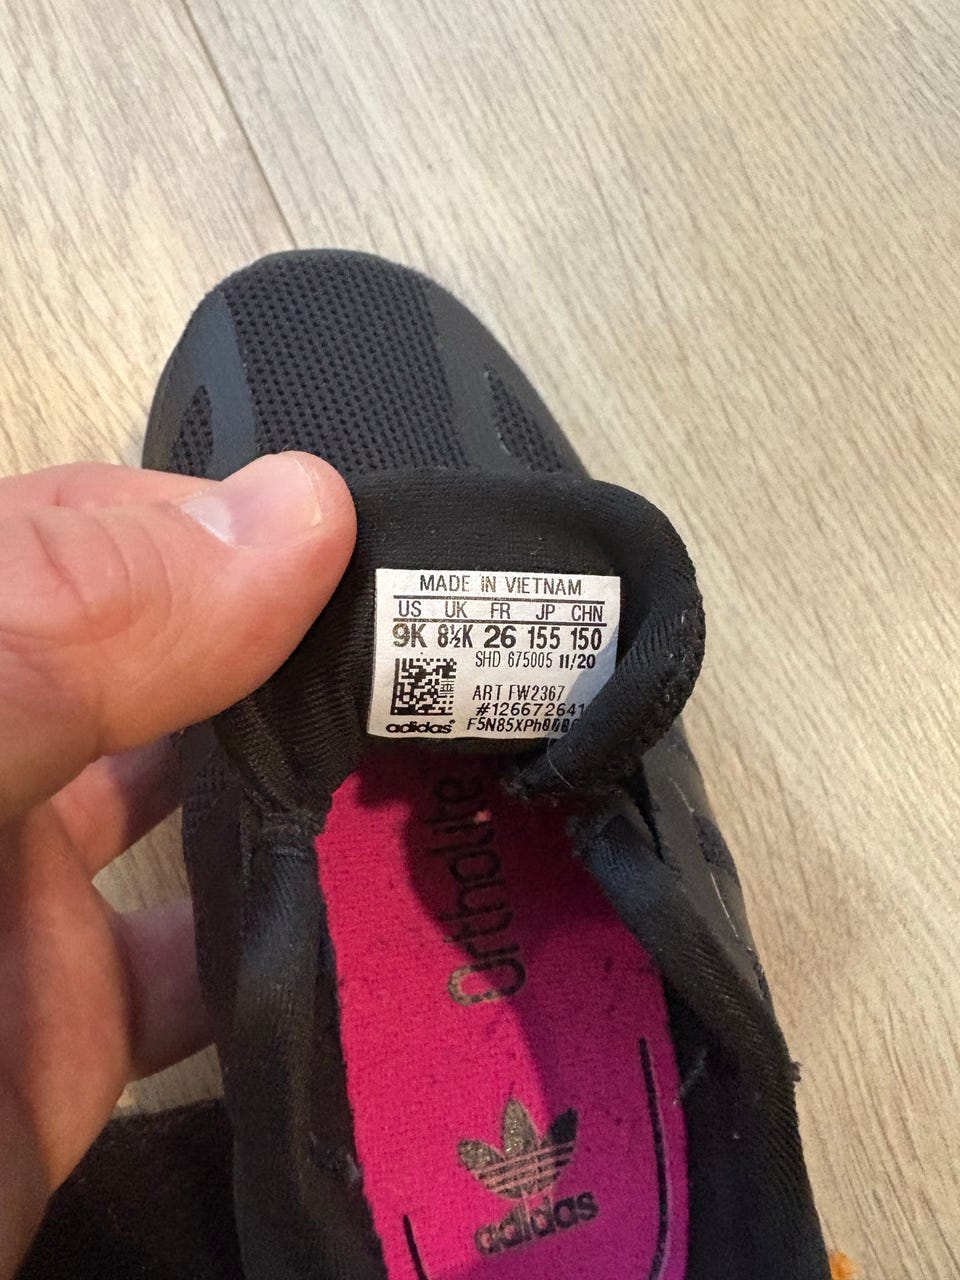 MADE IN VIETNAM
US UK FR JP CHN
9K 8½K 26 155 150
SHD 675005 11/20
ART FW2367
#12667264
adidas
Ortholite
adidas